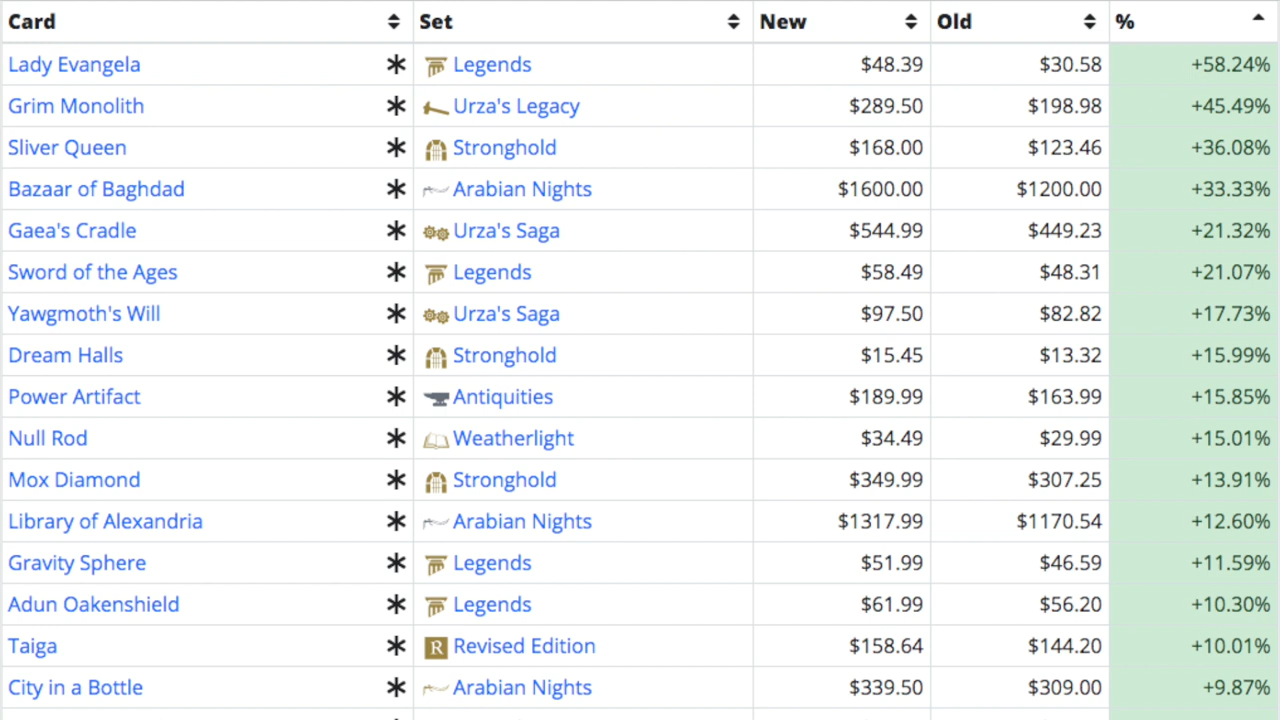 Card Set New Old %
Lady Evangela * Legends $48.39 $30.58 +58.24%
Grim Monolith * Urza's Legacy $289.50 $198.98 +45.49%
Sliver Queen * Stronghold $168.00 $123.46 +36.08%
Bazaar of Baghdad * Arabian Nights $1600.00 $1200.00 +33.33%
Gaea's Cradle * Urza's Saga $544.99 $449.23 +21.32%
Sword of the Ages * Legends $58.49 $48.31 +21.07%
Yawgmoth's Will * Urza's Saga $97.50 $82.82 +17.73%
Dream Halls * Stronghold $15.45 $13.32 +15.99%
Power Artifact * Antiquities $189.99 $163.99 +15.85%
Null Rod * Weatherlight $34.49 $29.99 +15.01%
Mox Diamond * Stronghold $349.99 $307.25 +13.91%
Library of Alexandria * Arabian Nights $1317.99 $1170.54 +12.60%
Gravity Sphere * Legends $51.99 $46.59 +11.59%
Adun Oakenshield * Legends $61.99 $56.20 +10.30%
Taiga * R Revised Edition $158.64 $144.20 +10.01%
City in a Bottle * Arabian Nights $339.50 $309.00 +9.87%